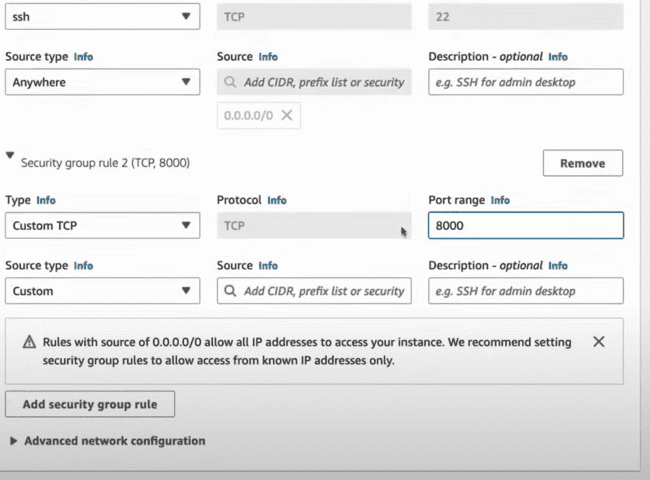 ssh TCP 22
Source type Info Source Info Description - optional Info
Anywhere Add CIDR, prefix list or security e.g. SSH for admin desktop
0.0.0.0/0
Security group rule 2 (TCP, 8000) Remove
Type Info Protocol Info Port range Info
Custom TCP TCP 8000
Source type Info Source Info Description - optional Info
Custom Add CIDR, prefix list or security e.g. SSH for admin desktop
Rules with source of 0.0.0.0/0 allow all IP addresses to access your instance. We recommend setting
security group rules to allow access from known IP addresses only.
Add security group rule
Advanced network configuration